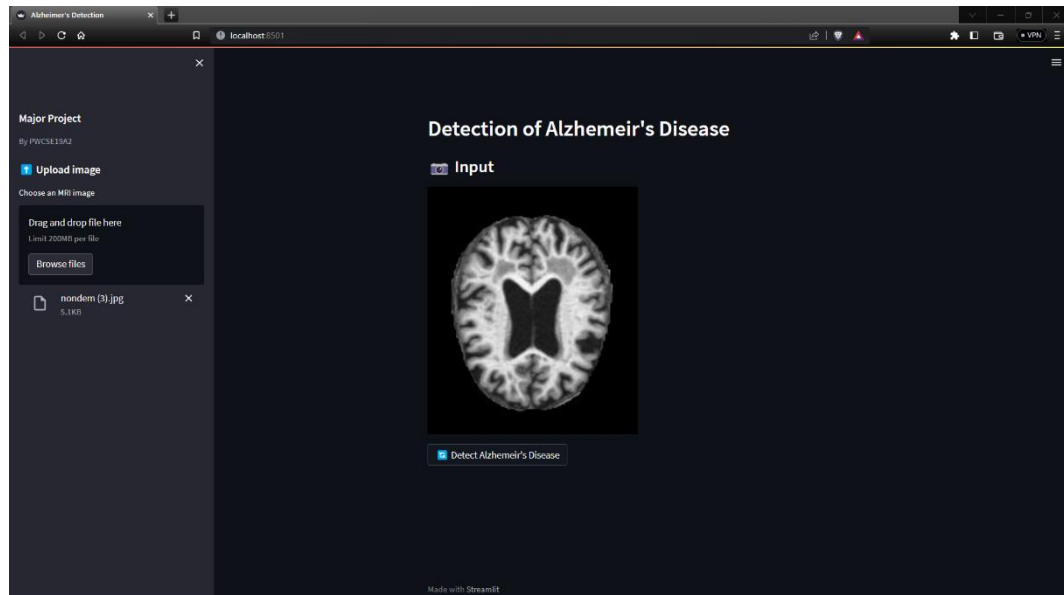 Alzheimer's Detection
localhost:8501
VPN
Major Project
By PWCSE19A2
Upload image
Choose an MRI image
Drag and drop file here
Limit 200MB per file
Browse files
nondem (3).jpg
5.1KB
Detection of Alzhemeir's Disease
Input
Detect Alzhemeir's Disease
Made with Streamlit